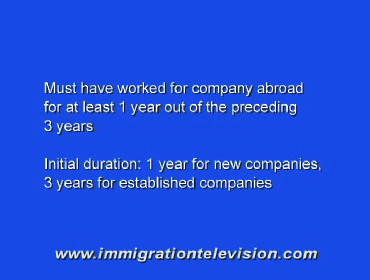 Must have worked for company abroad
for at least 1 year out of the preceding
3 years
Initial duration: 1 year for new companies,
3 years for established companies
www.immigrationtelevision.com